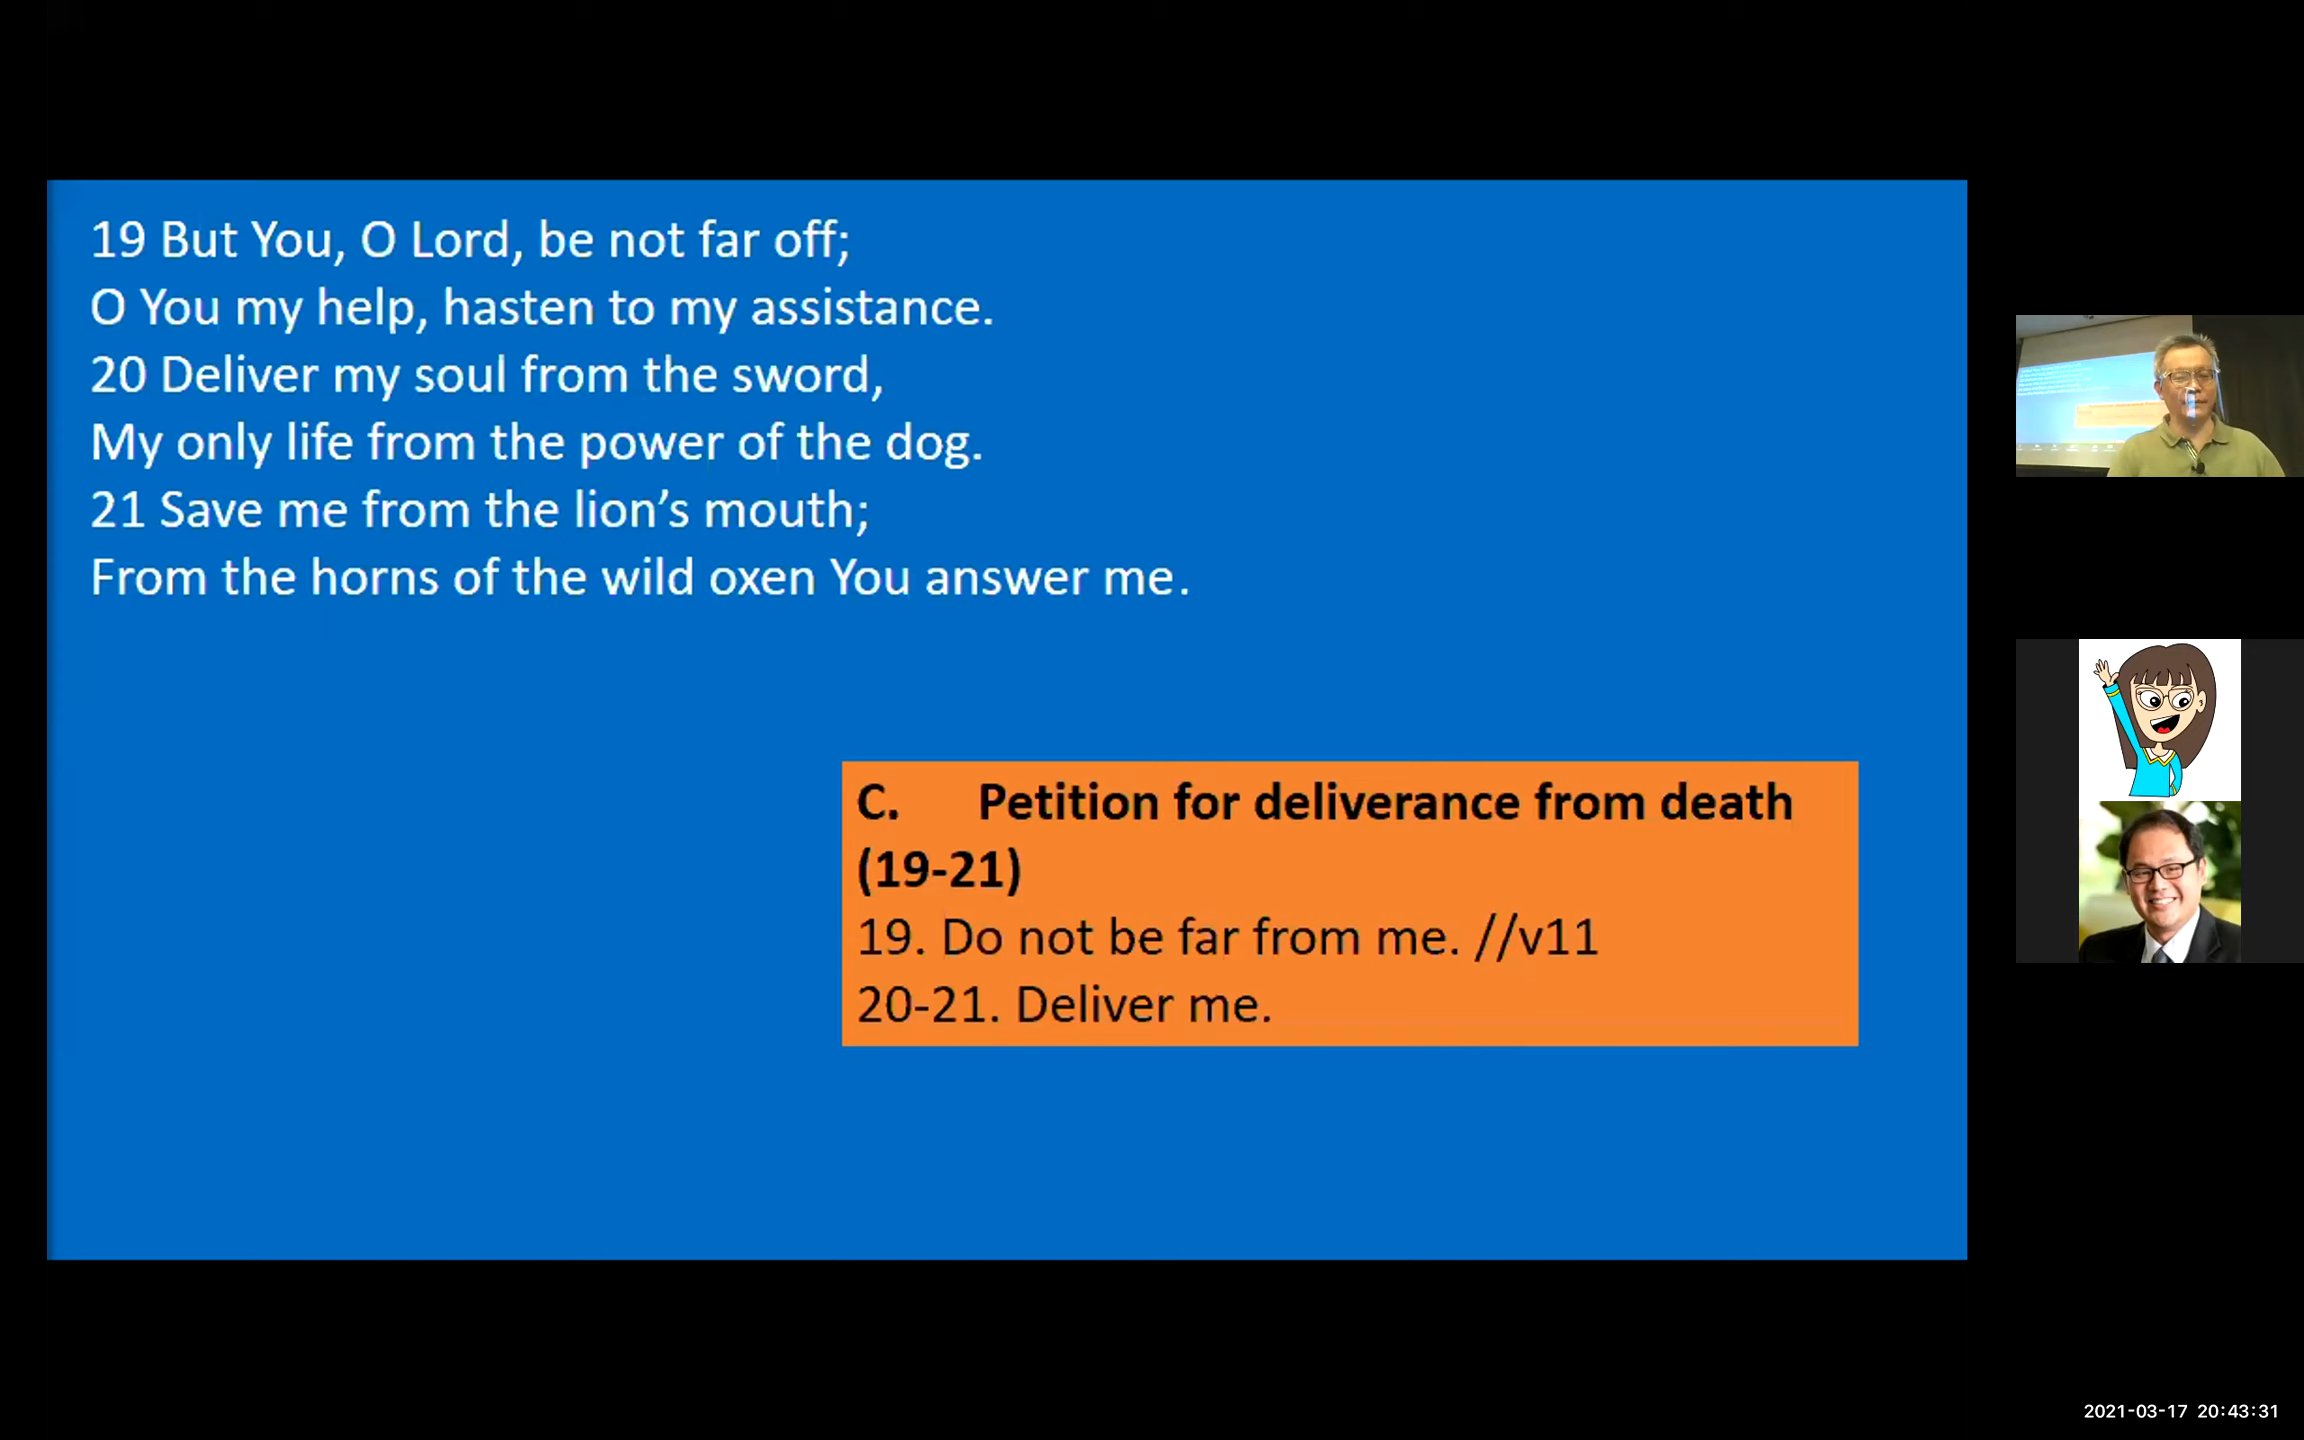 19 But You, O Lord, be not far off;
O You my help, hasten to my assistance.
20 Deliver my soul from the sword,
My only life from the power of the dog.
21 Save me from the lion’s mouth;
From the horns of the wild oxen You answer me.
C. Petition for deliverance from death
(19-21)
19. Do not be far from me. //v11
20-21. Deliver me.
2021-03-17 20:43:31